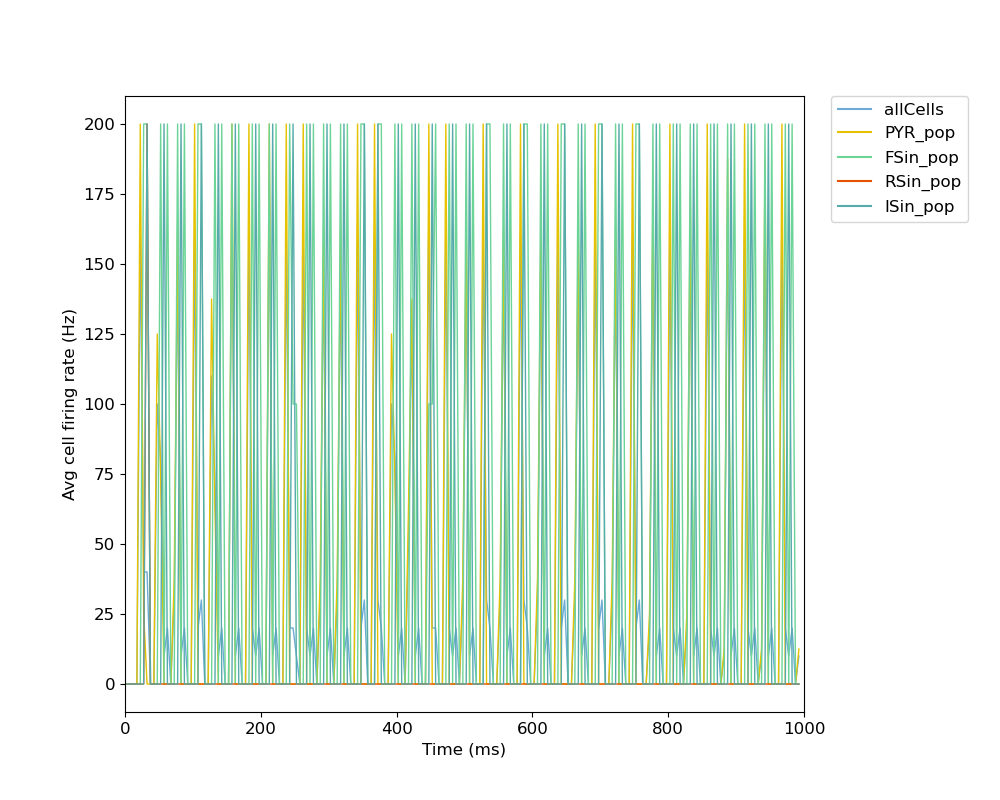 allCells
PYR_pop
FSin_pop
RSin_pop
ISin_pop
200
175
150
125
100
75
50
25
0
Avg cell firing rate (Hz)
0 200 400 600 800 1000
Time (ms)